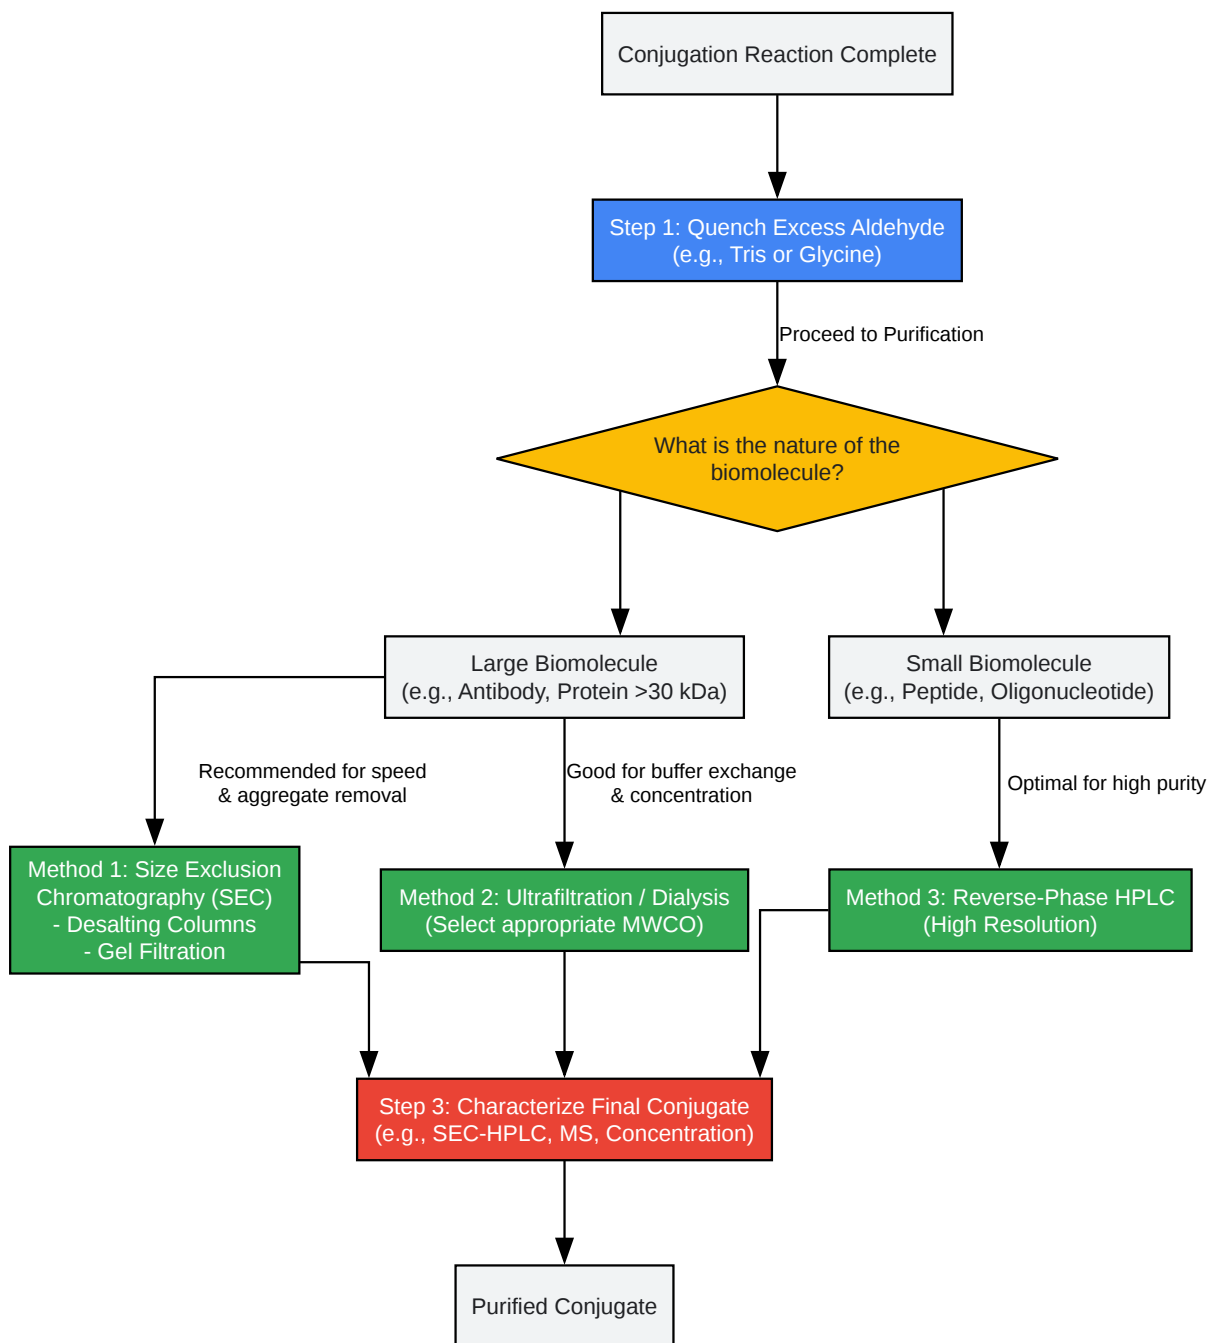 Conjugation Reaction Complete
Step 1: Quench Excess Aldehyde
(e.g., Tris or Glycine)
Proceed to Purification
What is the nature of the
biomolecule?
Large Biomolecule
(e.g., Antibody, Protein >30 kDa)
Small Biomolecule
(e.g., Peptide, Oligonucleotide)
Recommended for speed
& aggregate removal
Good for buffer exchange
& concentration
Optimal for high purity
Method 1: Size Exclusion
Chromatography (SEC)
- Desalting Columns
- Gel Filtration
Method 2: Ultrafiltration / Dialysis
(Select appropriate MWCO)
Method 3: Reverse-Phase HPLC
(High Resolution)
Step 3: Characterize Final Conjugate
(e.g., SEC-HPLC, MS, Concentration)
Purified Conjugate